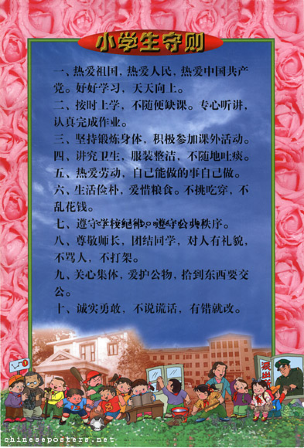 小学生守则
一、热爱祖国，热爱人民，热爱中国共产
党。好好学习，天天向上。
二、按时上学，不随便缺课。专心听讲，
认真完成作业。
三、坚持锻炼身体，积极参加课外活动。
四、讲究卫生，服装整洁，不随地吐痰。
五、热爱劳动，自己能做的事自己做。
六、生活俭朴，爱惜粮食。不挑吃穿，不
乱花钱。
七、遵守学校纪律，遵守公共秩序。
八、尊敬师长，团结同学，对人有礼貌，
不骂人，不打架。
九、关心集体，爱护公物，拾到东西要交
公。
十、诚实勇敢，不说谎话，有错就改。
chineseposters.net